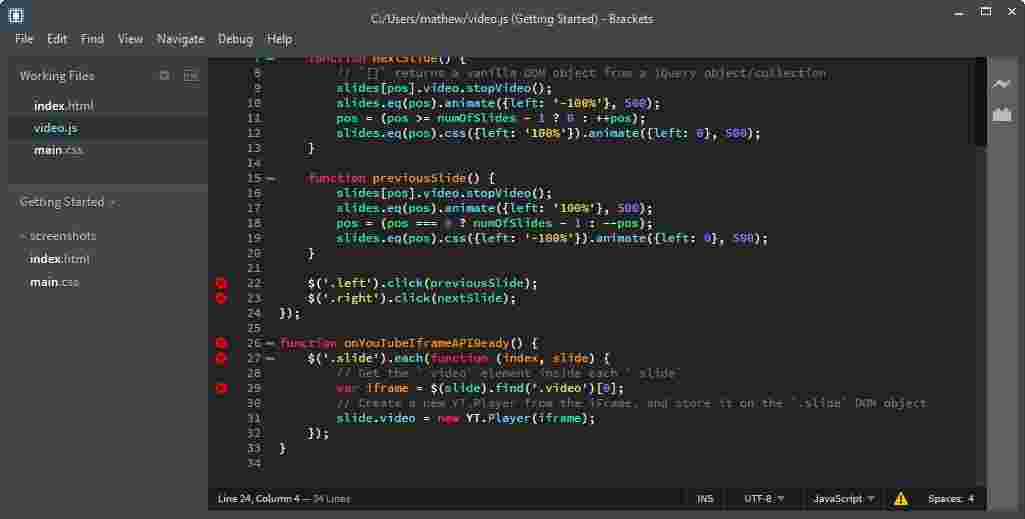 C:/Users/mathew/video.js (Getting Started) - Brackets
File Edit Find View Navigate Debug Help
Working Files
index.html
video.js
main.css
Getting Started
screenshots
index.html
main.css
7 function nextSlide() {
8 // `[]` returns a vanilla DOM object from a jQuery object/collection
9 slides[pos].video.stopVideo();
10 slides.eq(pos).animate({left: '-100%'}, 500);
11 pos = (pos >= numOfSlides - 1 ? 0 : ++pos);
12 slides.eq(pos).css({left: '100%'}).animate({left: 0}, 500);
13 }
14
15 function previousSlide() {
16 slides[pos].video.stopVideo();
17 slides.eq(pos).animate({left: '100%'}, 500);
18 pos = (pos === 0 ? numOfSlides - 1 : --pos);
19 slides.eq(pos).css({left: '-100%'}).animate({left: 0}, 500);
20 }
21
22 $('.left').click(previousSlide);
23 $('.right').click(nextSlide);
24 });
25
26 function onYouTubeIframeAPIReady() {
27 $('.slide').each(function (index, slide) {
28 // Get the `.video` element inside each `.slide`
29 var iframe = $(slide).find('.video')[0];
30 // Create a new YT.Player from the iFrame, and store it on the `.slide` DOM object
31 slide.video = new YT.Player(iframe);
32 });
33 }
34
Line 24, Column 4 — 34 Lines
INS UTF-8 JavaScript Spaces: 4